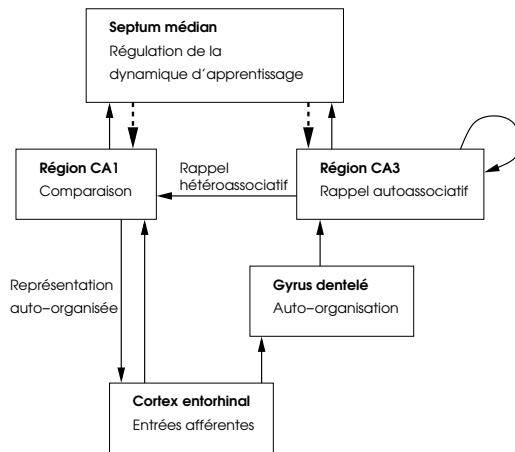 Septum médian
Régulation de la
dynamique d'apprentissage
Région CA1
Comparaison
Rappel
hétéroassociatif
Région CA3
Rappel autoassociatif
Représentation
auto-organisée
Gyrus dentelé
Auto-organisation
Cortex entorhinal
Entrées afférentes